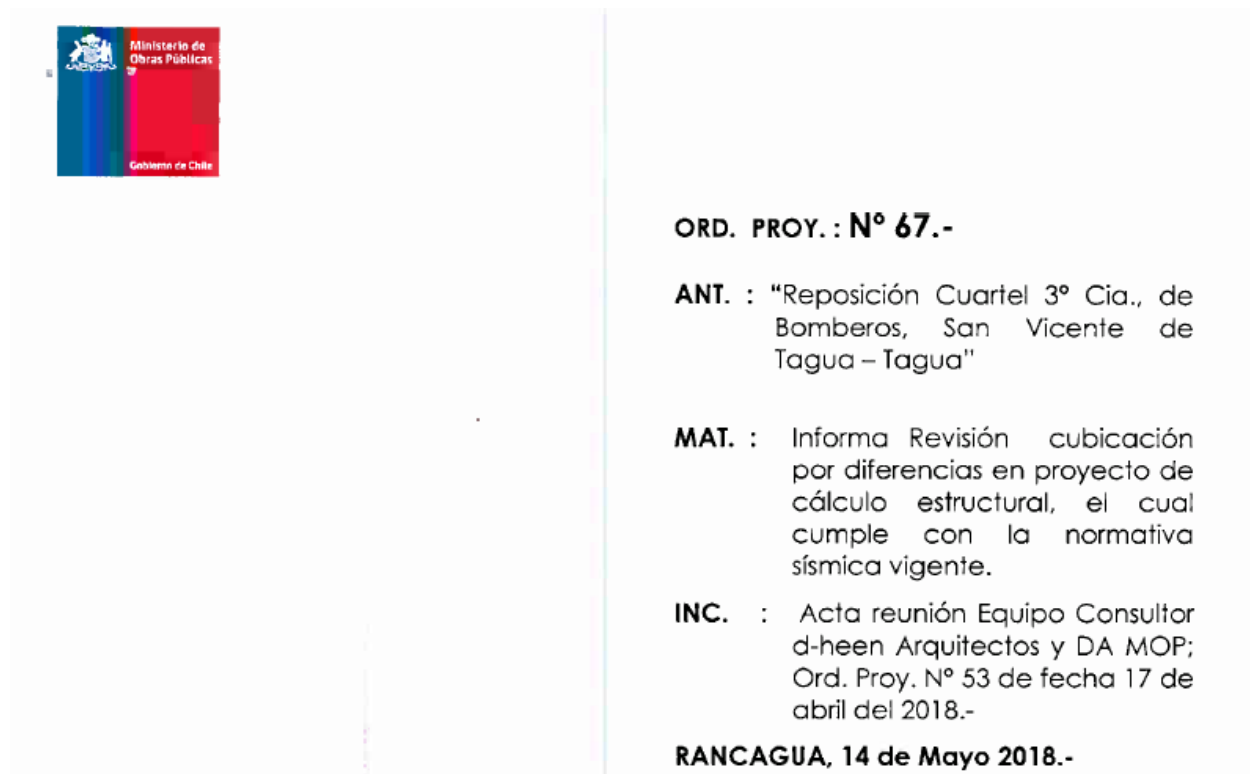 Ministerio de
Obras Públicas
Gobierno de Chile
ORD. PROY. : Nº 67.-
ANT. : "Reposición Cuartel 3º Cia., de
Bomberos, San Vicente de
Tagua – Tagua"
MAT. : Informa Revisión cubicación
por diferencias en proyecto de
cálculo estructural, el cual
cumple con la normativa
sísmica vigente.
INC. : Acta reunión Equipo Consultor
d-heen Arquitectos y DA MOP;
Ord. Proy. Nº 53 de fecha 17 de
abril del 2018.-
RANCAGUA, 14 de Mayo 2018.-